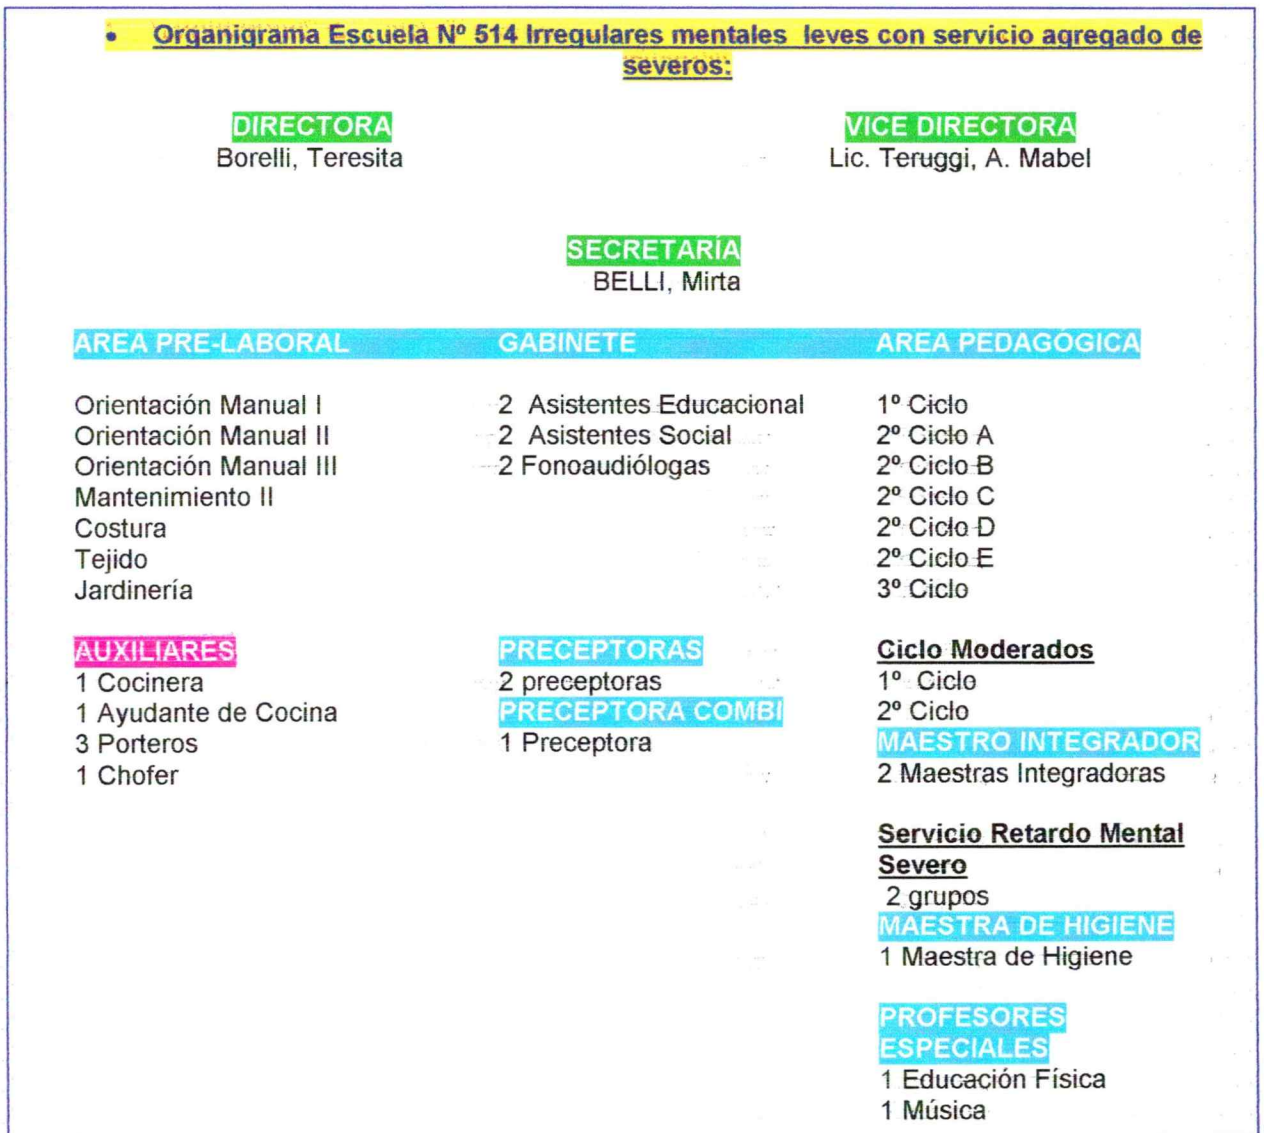 • Organigrama Escuela Nº 514 Irregulares mentales leves con servicio agregado de
severos:
DIRECTORA
Borelli, Teresita
VICE DIRECTORA
Lic. Teruggi, A. Mabel
SECRETARÍA
BELLI, Mirta
AREA PRE-LABORAL
Orientación Manual I
Orientación Manual II
Orientación Manual III
Mantenimiento II
Costura
Tejido
Jardinería
GABINETE
2 Asistentes Educacional
2 Asistentes Social
2 Fonoaudiólogas
AREA PEDAGÓGICA
1º Ciclo
2º Ciclo A
2º Ciclo B
2º Ciclo C
2º Ciclo D
2º Ciclo E
3º Ciclo
AUXILIARES
1 Cocinera
1 Ayudante de Cocina
3 Porteros
1 Chofer
PRECEPTORAS
2 preceptoras
PRECEPTORA COMBI
1 Preceptora
Ciclo Moderados
1º Ciclo
2º Ciclo
MAESTRO INTEGRADOR
2 Maestras Integradoras
Servicio Retardo Mental
Severo
2 grupos
MAESTRA DE HIGIENE
1 Maestra de Higiene
PROFESORES
ESPECIALES
1 Educación Física
1 Música